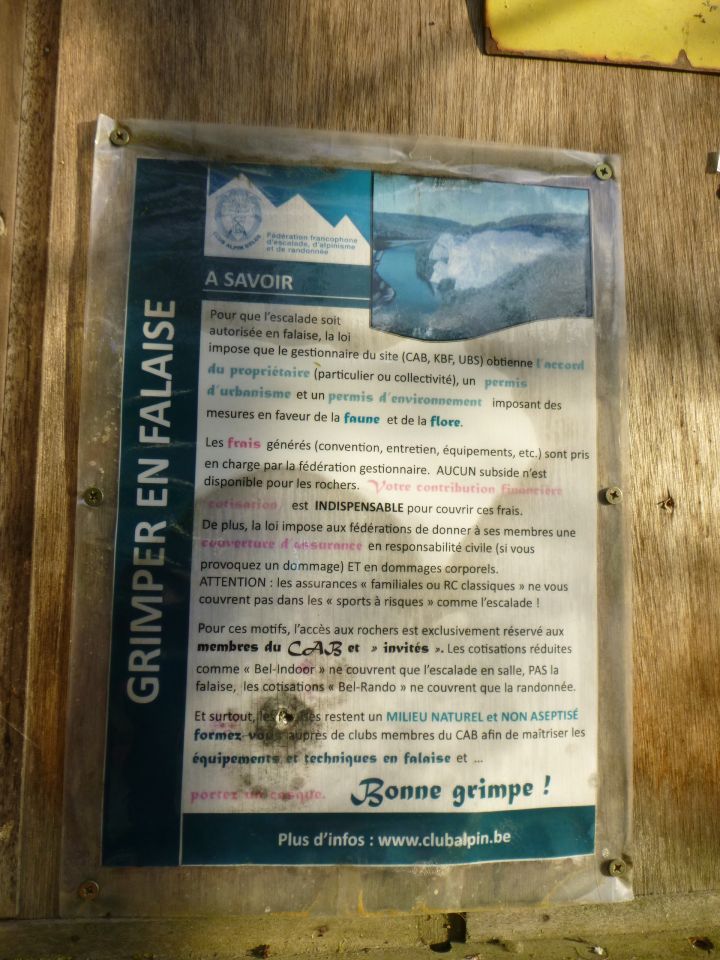 GRIMPER EN FALAISE
CLUB ALPIN BELGE
Fédération francophone
d'escalade, d'alpinisme
et de randonnée
A SAVOIR
Pour que l'escalade soit
autorisée en falaise, la loi
impose que le gestionnaire du site (CAB, KBF, UBS) obtienne l'accord
du propriétaire (particulier ou collectivité), un permis
d'urbanisme et un permis d'environnement imposant des
mesures en faveur de la faune et de la flore.
Les frais générés (convention, entretien, équipements, etc.) sont pris
en charge par la fédération gestionnaire. AUCUN subside n'est
disponible pour les rochers. Votre contribution financière
cotisation) est INDISPENSABLE pour couvrir ces frais.
De plus, la loi impose aux fédérations de donner à ses membres une
couverture d'assurance en responsabilité civile (si vous
provoquez un dommage) ET en dommages corporels.
ATTENTION : les assurances « familiales ou RC classiques » ne vous
couvrent pas dans les « sports à risques » comme l'escalade !
Pour ces motifs, l'accès aux rochers est exclusivement réservé aux
membres du CAB et » invités ». Les cotisations réduites
comme « Bel-Indoor » ne couvrent que l'escalade en salle, PAS la
falaise, les cotisations « Bel-Rando » ne couvrent que la randonnée.
Et surtout, les restent un MILIEU NATUREL et NON ASEPTISÉ
formez-vous auprès de clubs membres du CAB afin de maîtriser les
équipements et techniques en falaise et ...
portez un casque. Bonne grimpe !
Plus d'infos : www.clubalpin.be